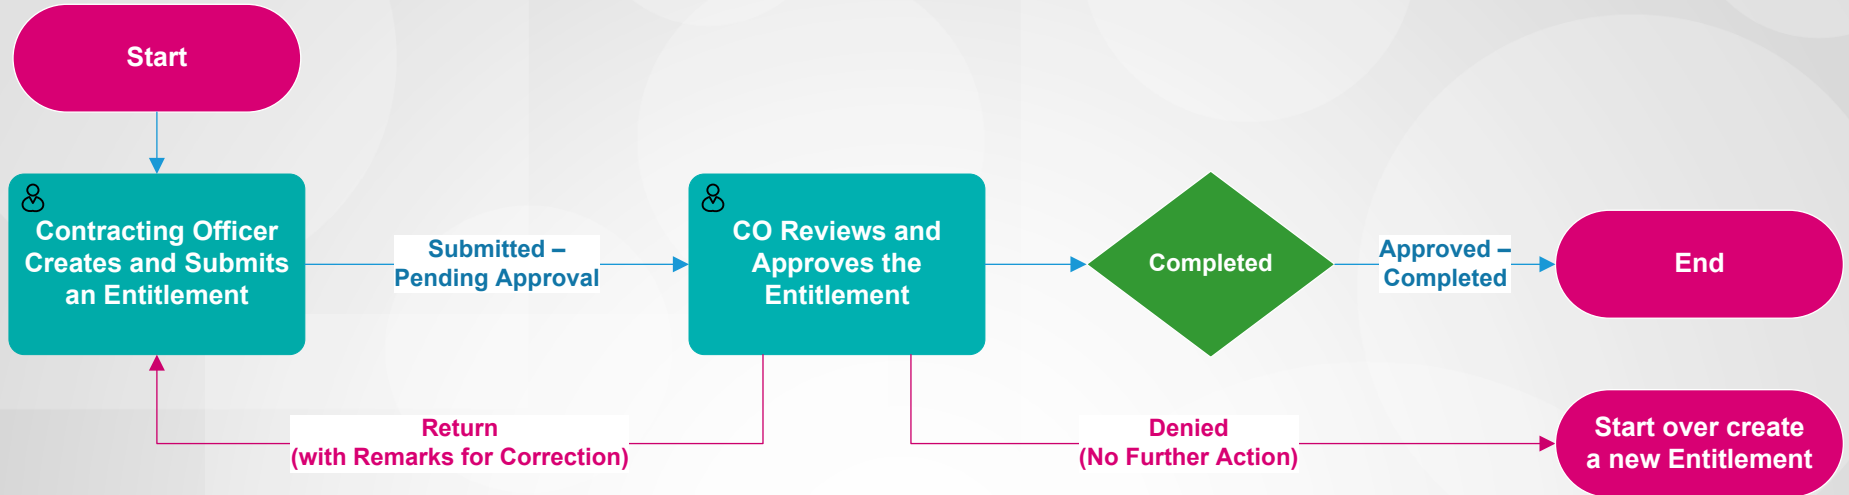 Start
Contracting Officer
Creates and Submits
an Entitlement
Submitted –
Pending Approval
CO Reviews and
Approves the
Entitlement
Completed
Approved –
Completed
End
Return
(with Remarks for Correction)
Denied
(No Further Action)
Start over create
a new Entitlement